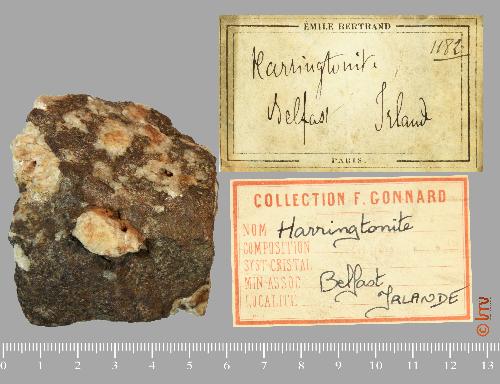 ÉMILE BERTRAND
1182
Harringtonite,
Belfast Irland
PARIS.
COLLECTION F. GONNARD
NOM Harringtonite
COMPOSITION
SYST-CRISTAL
MIN-ASSOC Belfast
LOCALITÉ IRLANDE
0 1 2 3 4 5 6 7 8 9 10 11 12 13